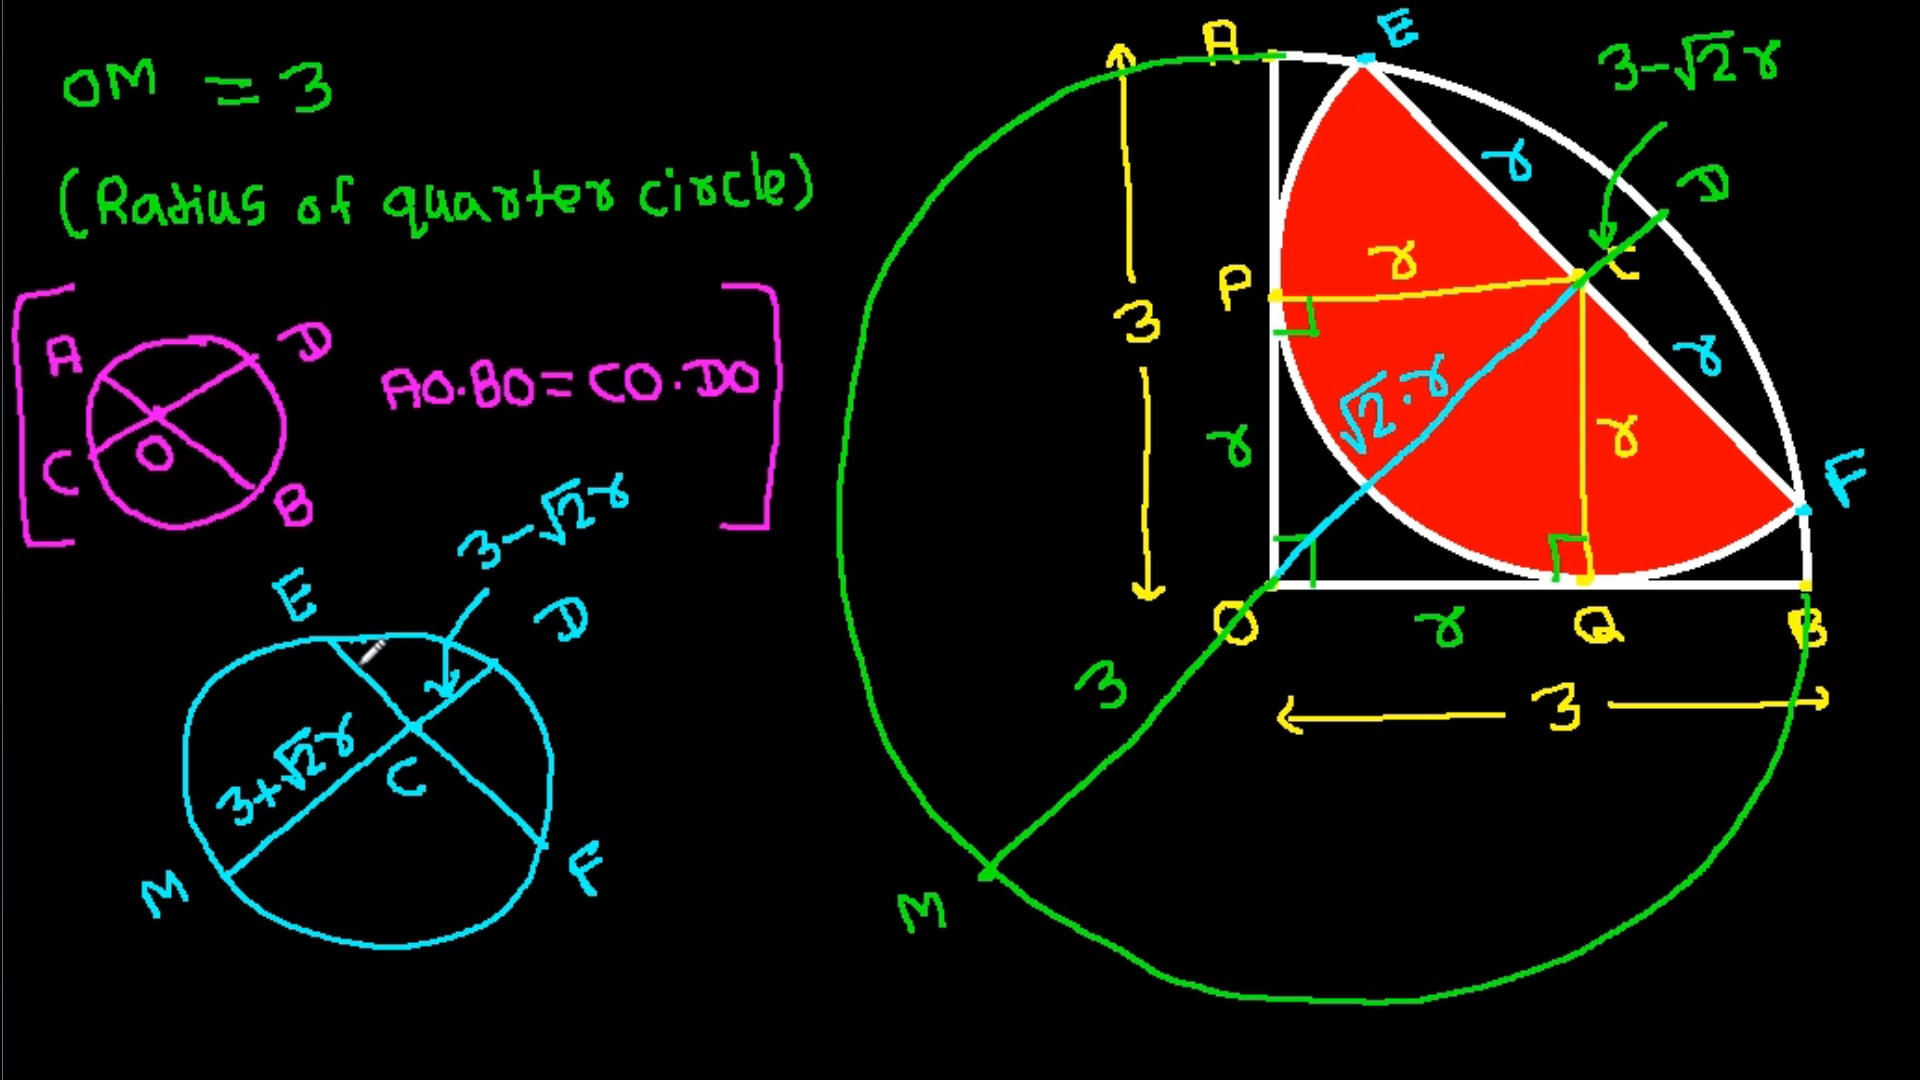 OM = 3
(Radius of quarter circle)
A
D
AO.BO = CO.DO
C
O
B
3-√2r
E
D
3+√2r
C
M
F
A
E
3-√2r
r
D
P
r
C
3
r
√2.r
r
r
F
O
r
Q
B
3
3
M